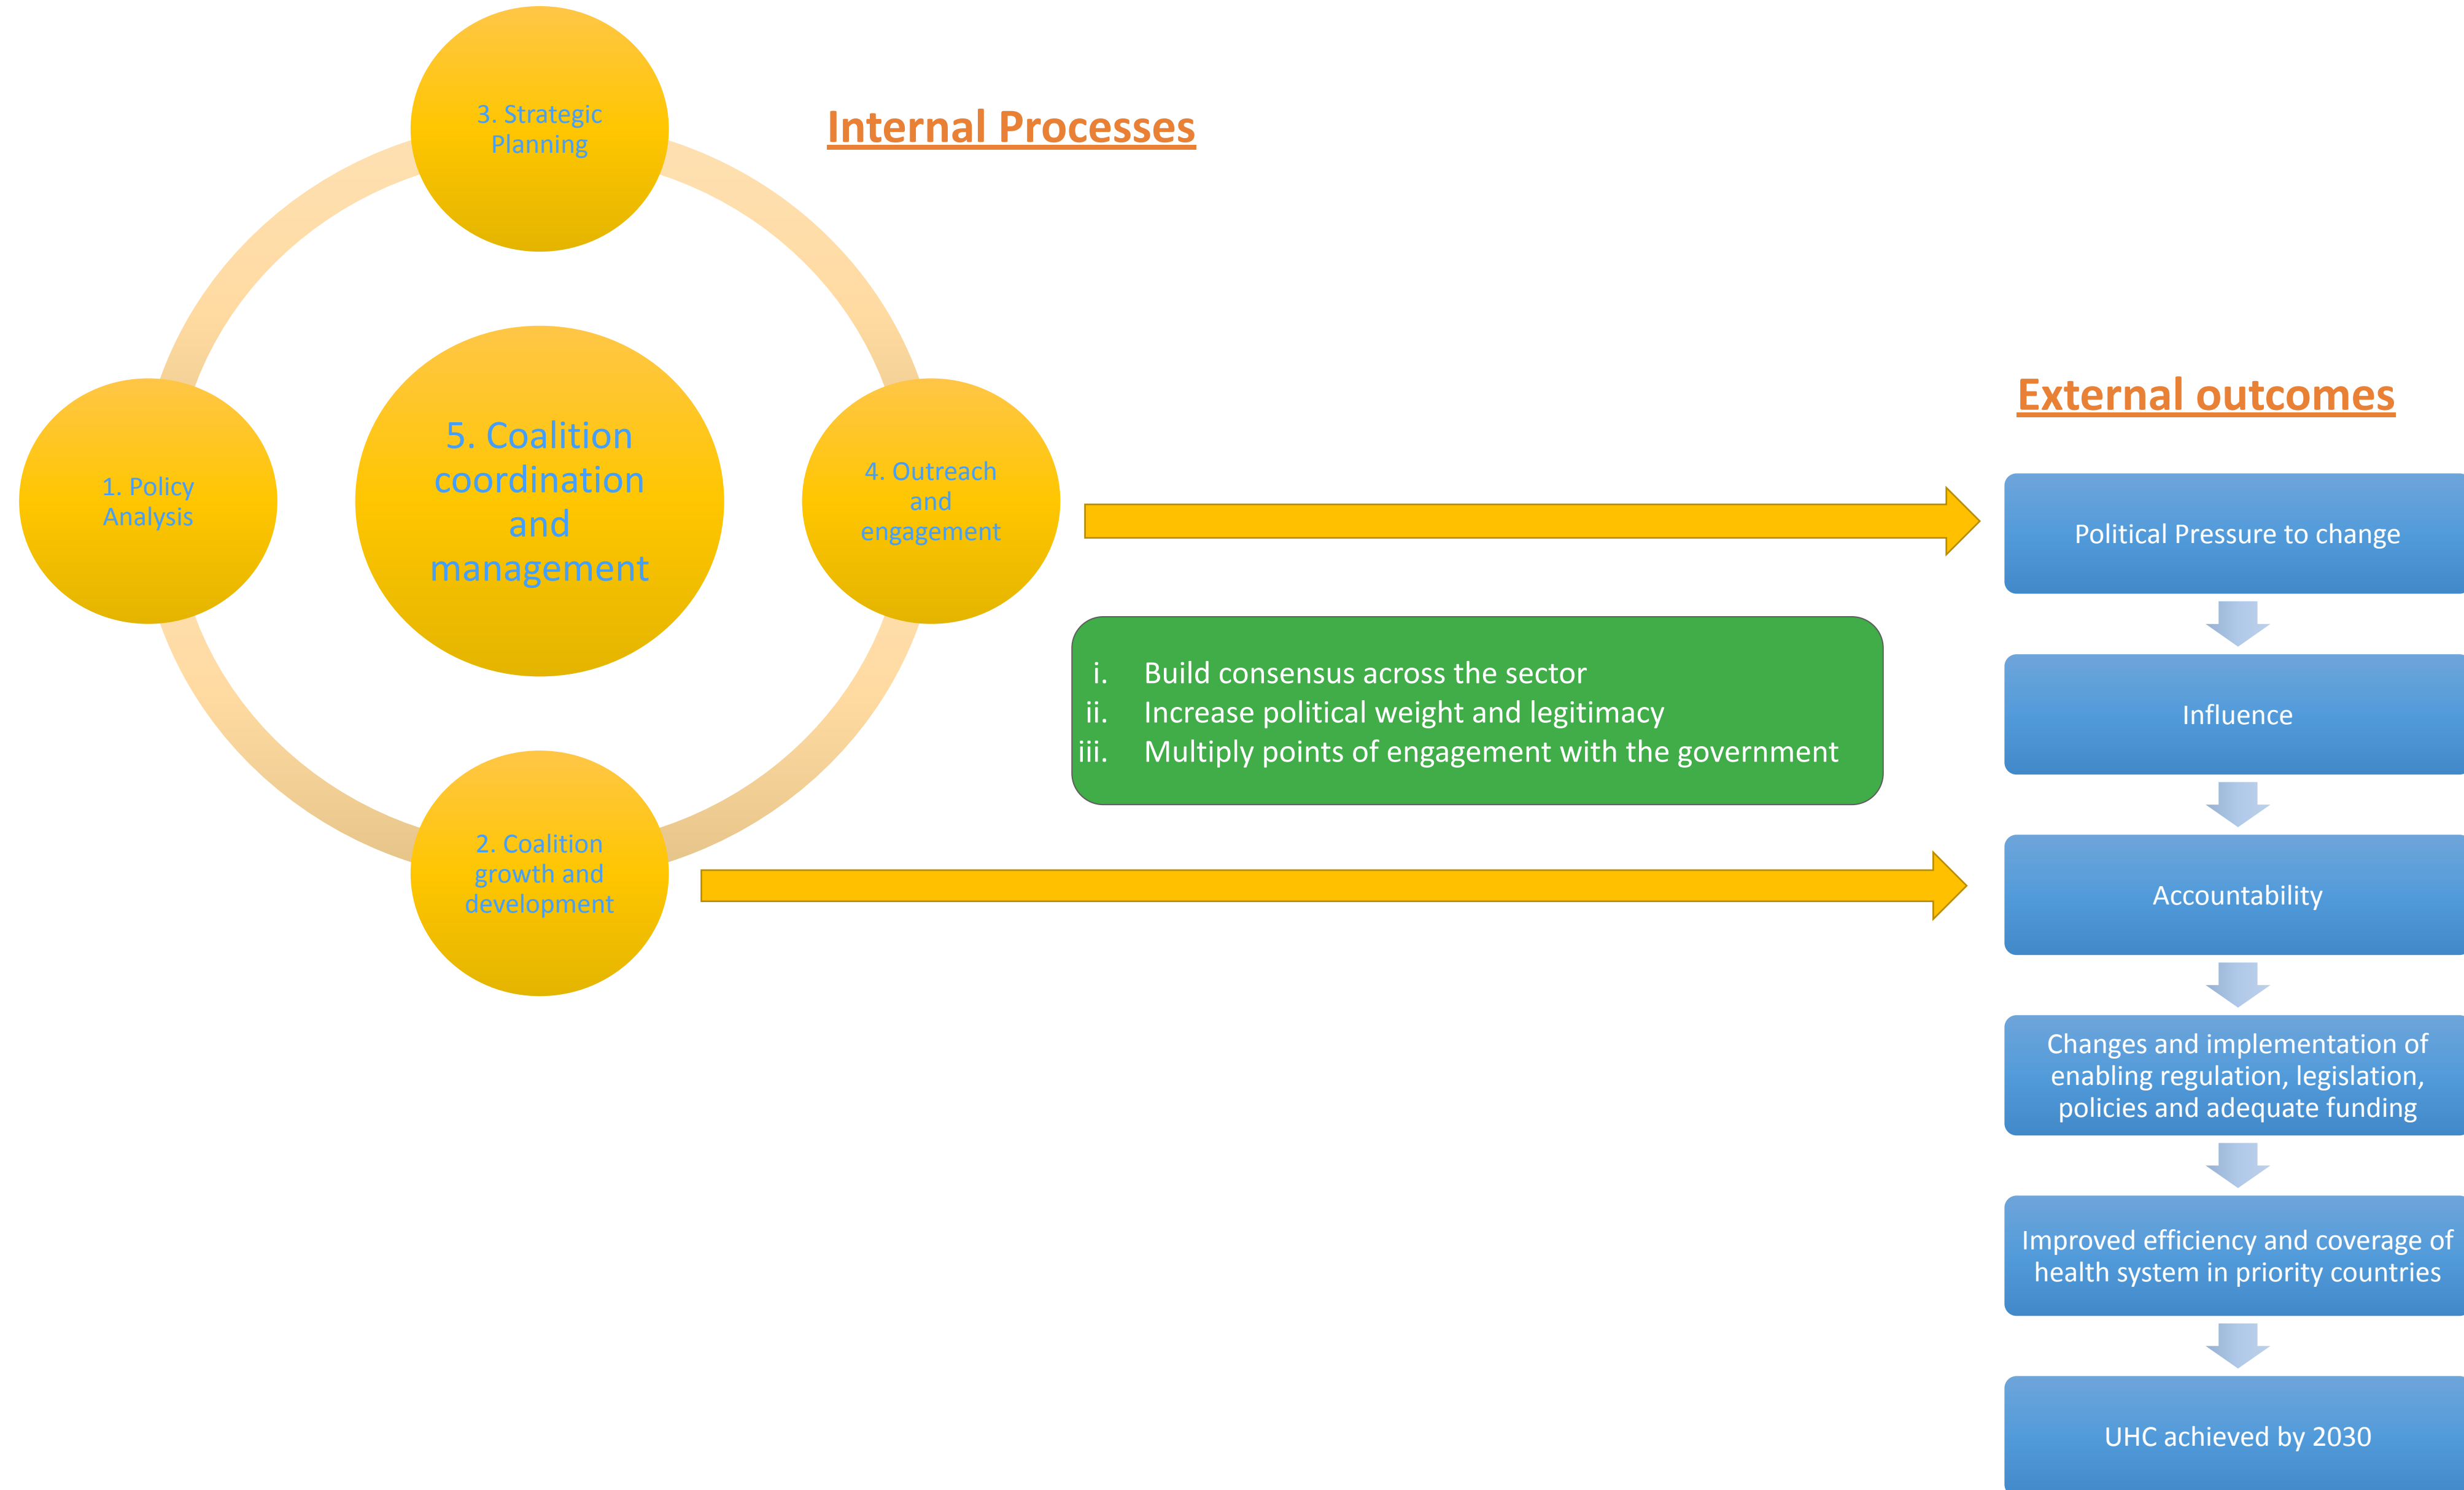 3. Strategic
Planning
Internal Processes
1. Policy
Analysis
5. Coalition
coordination
and
management
4. Outreach
and
engagement
2. Coalition
growth and
development
i. Build consensus across the sector
ii. Increase political weight and legitimacy
iii. Multiply points of engagement with the government
External outcomes
Political Pressure to change
Influence
Accountability
Changes and implementation of
enabling regulation, legislation,
policies and adequate funding
Improved efficiency and coverage of
health system in priority countries
UHC achieved by 2030